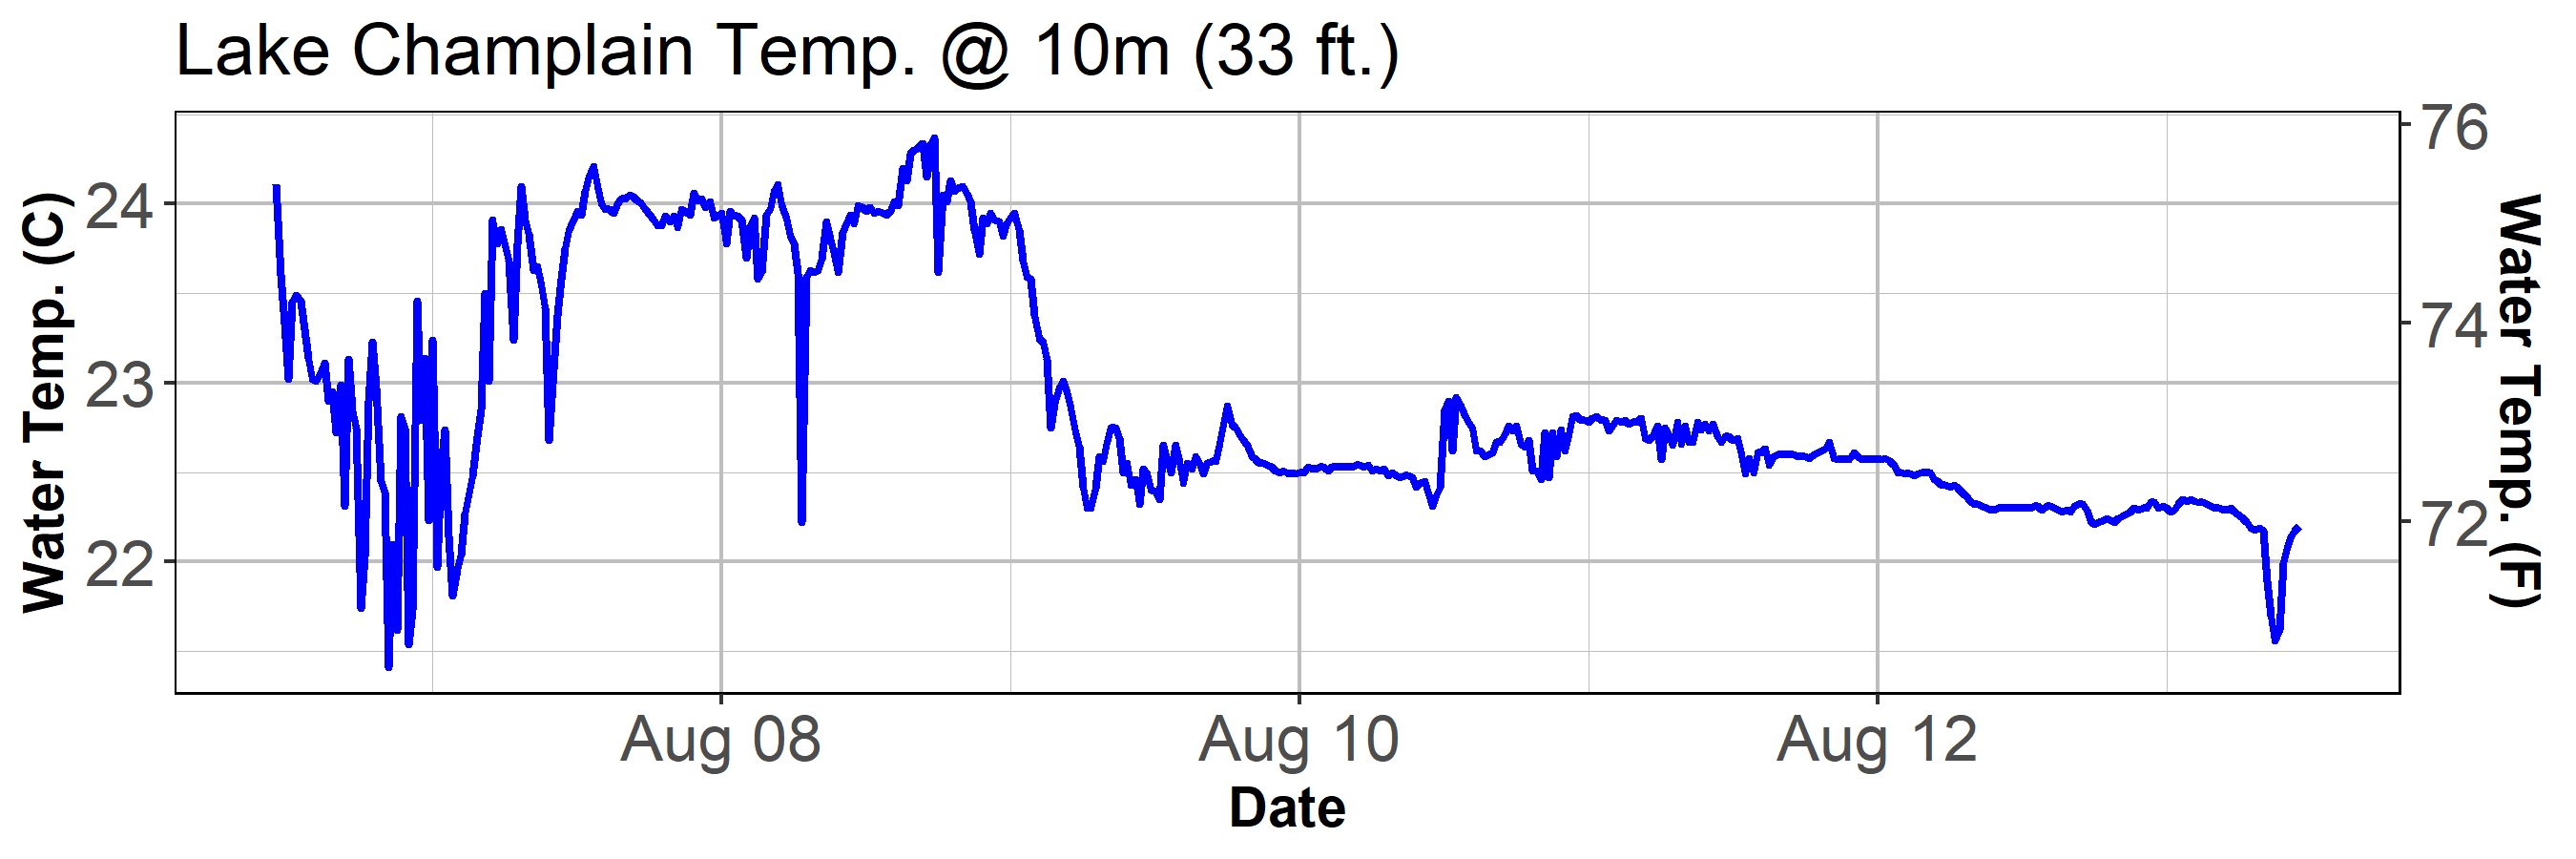 Lake Champlain Temp. @ 10m (33 ft.)
Water Temp. (C)
24
23
22
76
74
72
Water Temp. (F)
Aug 08
Aug 10
Aug 12
Date